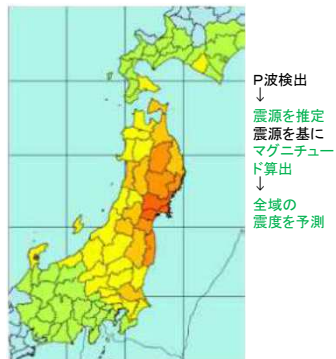 P波検出
↓
震源を推定
震源を基に
マグニチュー
ド算出
↓
全域の
震度を予測